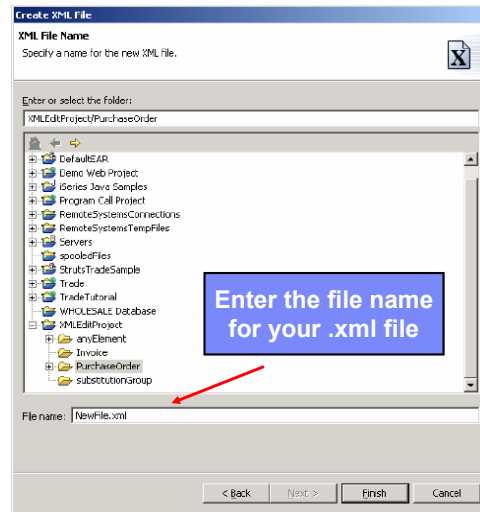 Create XML File
XML File Name
Specify a name for the new XML file.
X
Enter or select the folder:
XMLEditProject/PurchaseOrder
DefaultEAR
Demo Web Project
iSeries Java Samples
Program Call Project
RemoteSystemsConnections
RemoteSystemsTempFiles
Servers
spooledFiles
StrutsTradeSample
Trade
TradeTutorial
WHOLESALE Database
XMLEditProject
anyElement
Invoice
PurchaseOrder
substitutionGroup
Enter the file name
for your .xml file
File name: NewFile.xml
< Back Next > Finish Cancel